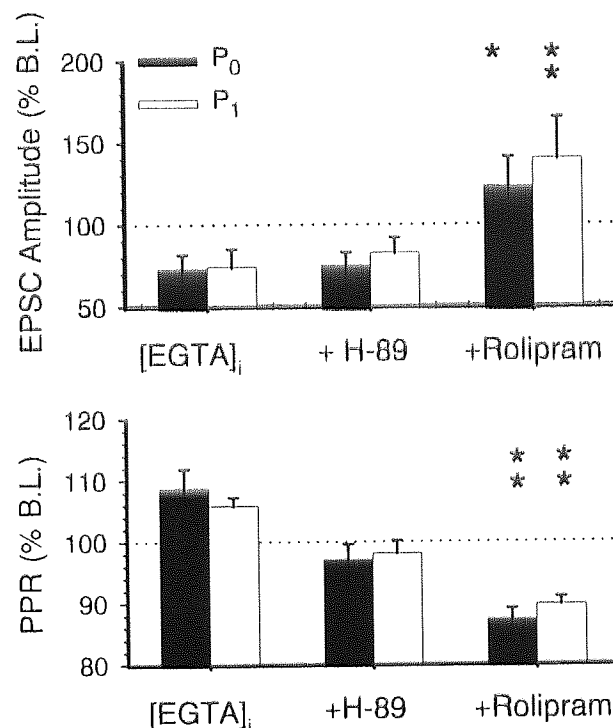 EPSC Amplitude (% B.L.)
200
150
100
50
P0
P1
*
*
*
[EGTA]i
+ H-89
+Rolipram
PPR (% B.L.)
120
110
100
90
80
* *
* *
[EGTA]i
+H-89
+Rolipram